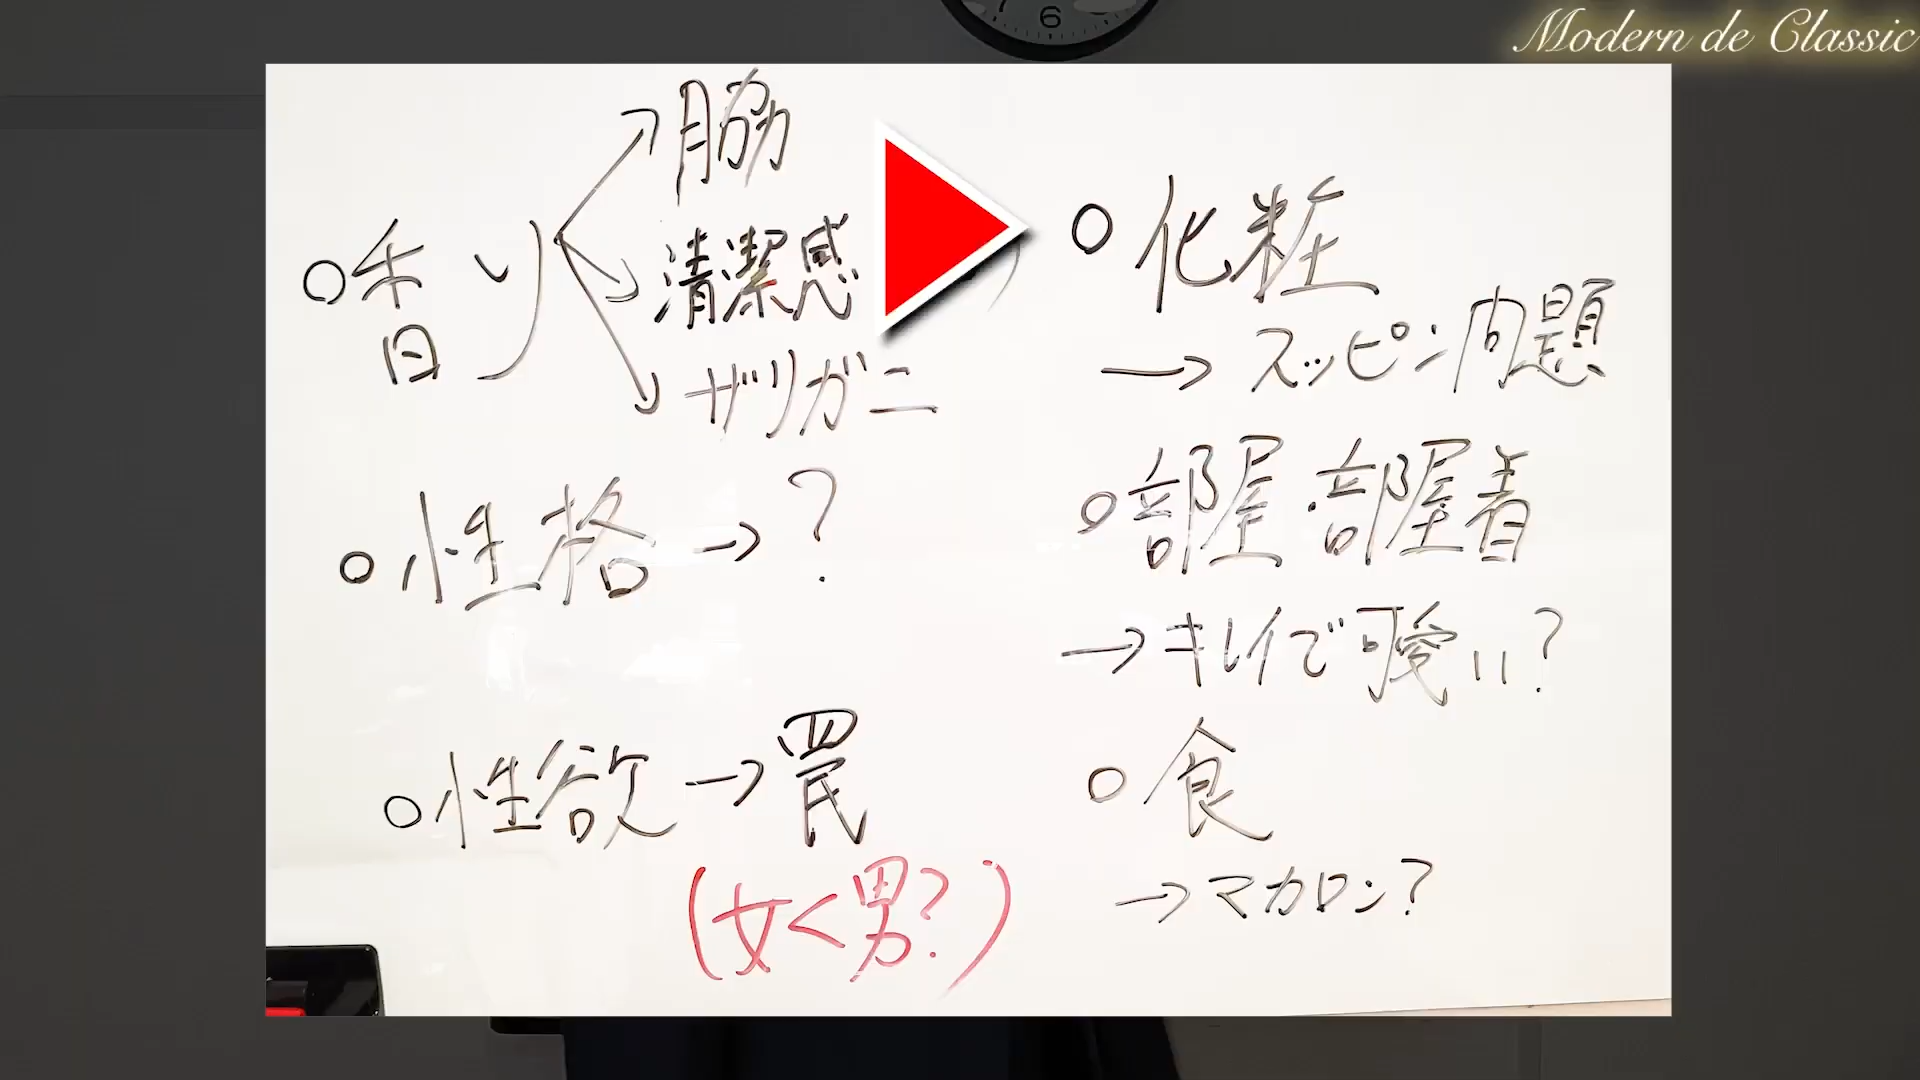 Modern de Classic
6
○香り
脇
清潔感
ザリガニ
○性格→?
○性欲→罠
(女<男?)
○化粧
→スッピン問題
○部屋・部屋着
→キレイで可愛い?
○食
→マカロン?